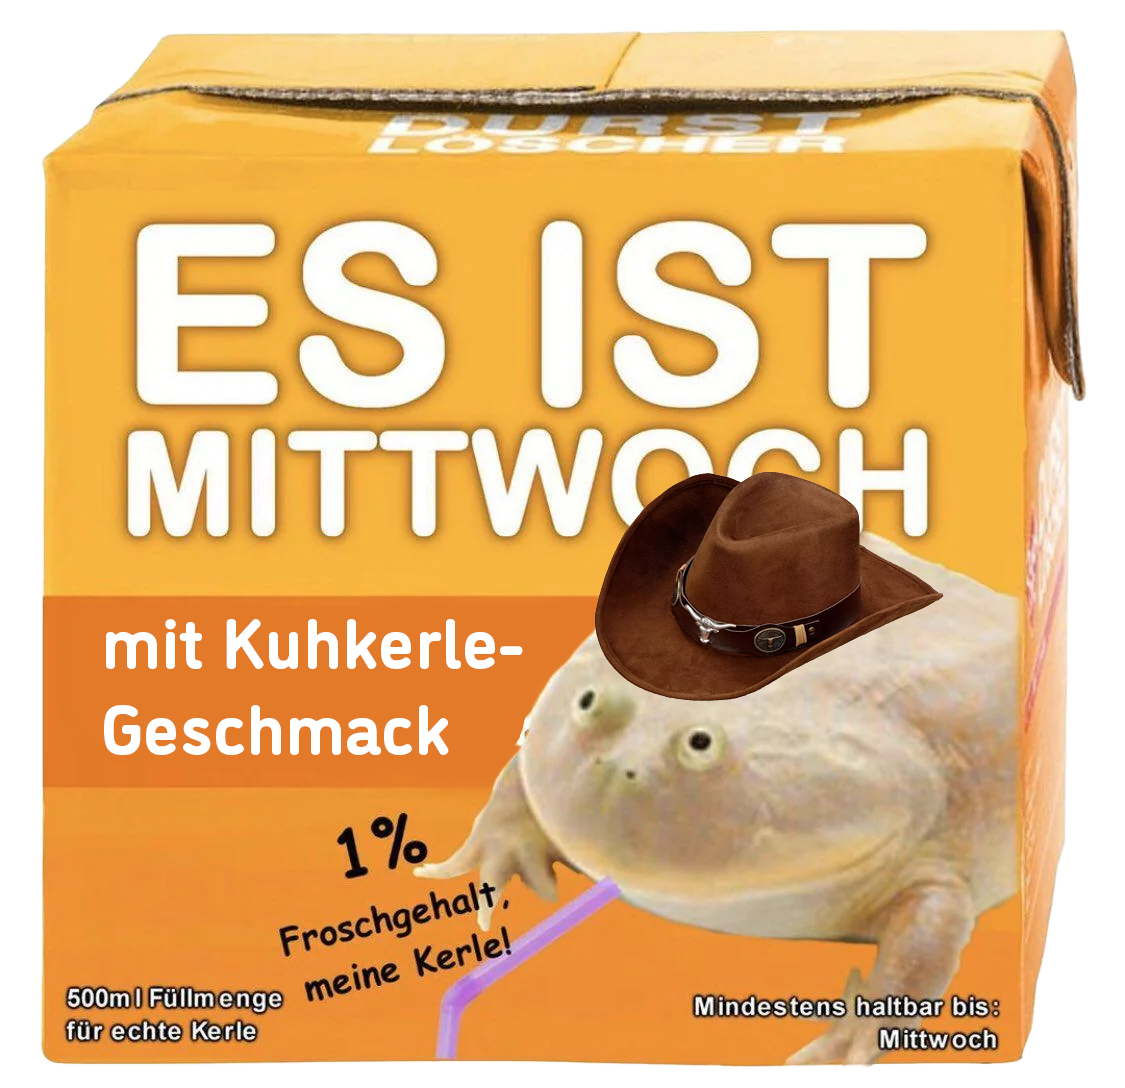 DURST
LÖSCHER
ES IST
MITTWOCH
mit Kuhkerle-
Geschmack
1%
Froschgehalt,
meine Kerle!
500ml Füllmenge
für echte Kerle
Mindestens haltbar bis:
Mittwoch